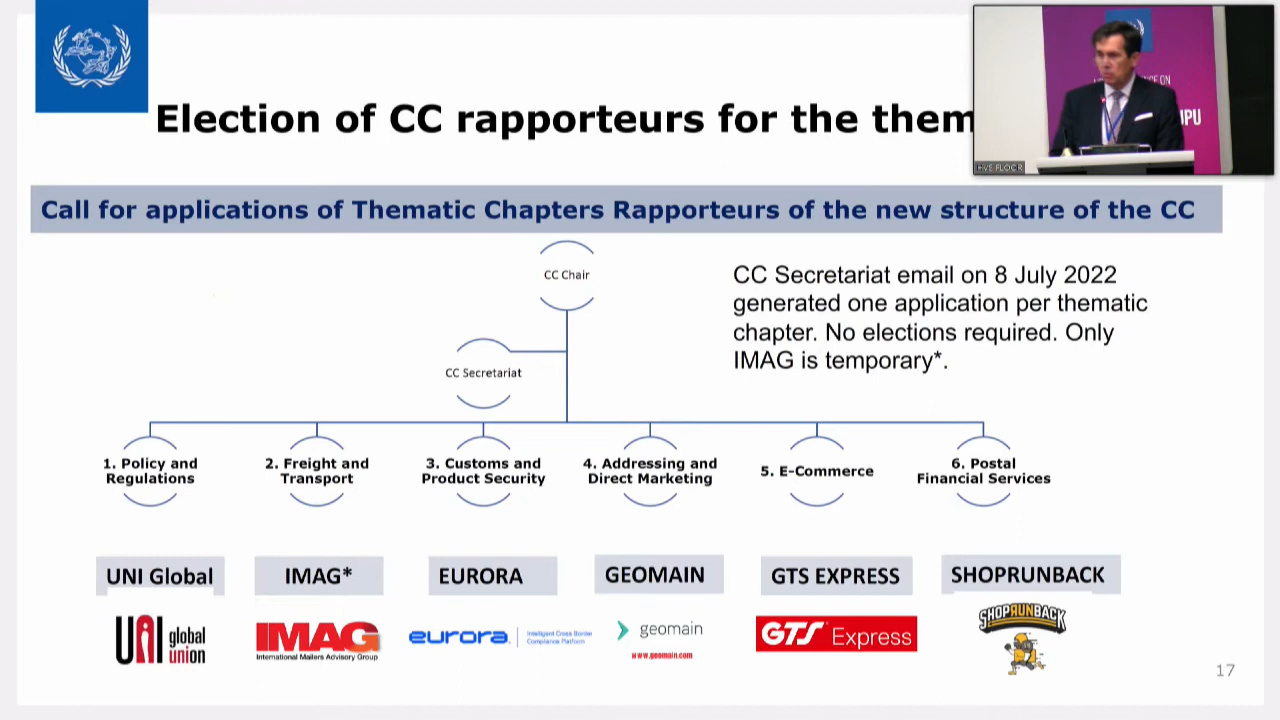 Election of CC rapporteurs for the them
MPU
HVS FLOOR
Call for applications of Thematic Chapters Rapporteurs of the new structure of the CC
CC Chair
CC Secretariat email on 8 July 2022
generated one application per thematic
chapter. No elections required. Only
IMAG is temporary*.
CC Secretariat
1. Policy and
Regulations
2. Freight and
Transport
3. Customs and
Product Security
4. Addressing and
Direct Marketing
5. E-Commerce
6. Postal
Financial Services
UNI Global
IMAG*
EURORA
GEOMAIN
GTS EXPRESS
SHOPRUNBACK
UNI global
union
IMAG
International Mailers Advisory Group
eurora.
Intelligent Cross Border
Compliance Platform
geomain
www.geomain.com
GTS Express
SHOPRUNBACK
17